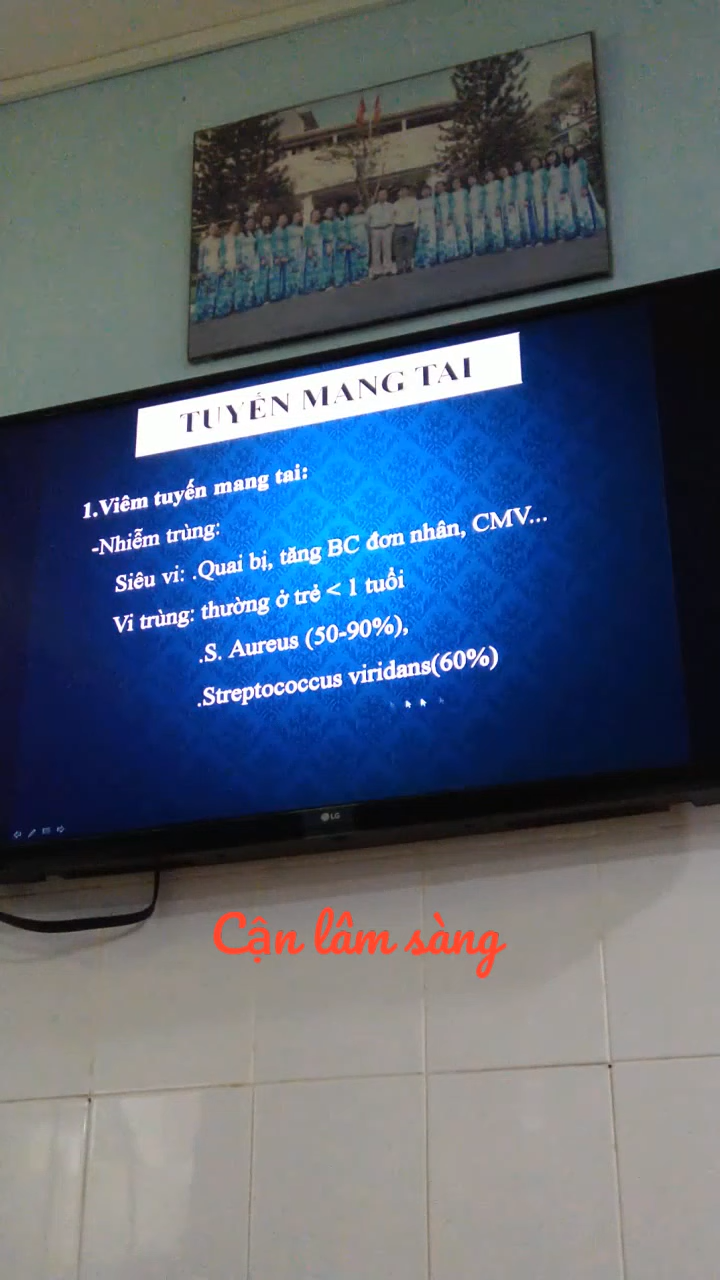 TUYẾN MANG TAI
1.Viêm tuyến mang tai:
-Nhiễm trùng:
Siêu vi: .Quai bị, tăng BC đơn nhân, CMV...
Vi trùng: thường ở trẻ < 1 tuổi
.S. Aureus (50-90%),
.Streptococcus viridans(60%)
LG
Cận lâm sàng